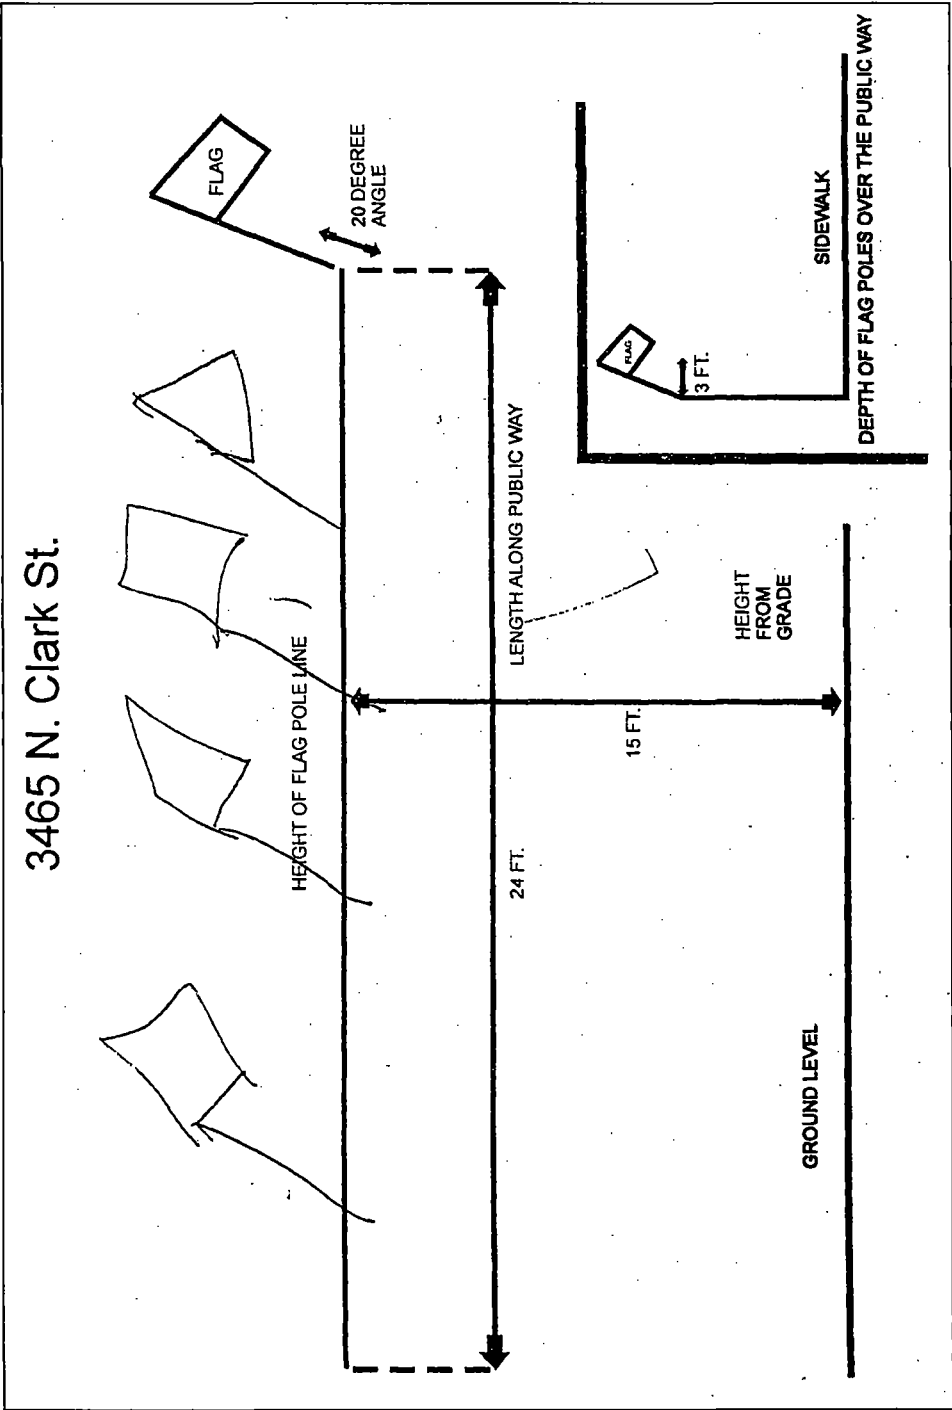 3465 N. Clark St.
FLAG
20 DEGREE
ANGLE
HEIGHT OF FLAG POLE LINE
LENGTH ALONG PUBLIC WAY
24 FT.
15 FT.
HEIGHT
FROM
GRADE
GROUND LEVEL
FLAG
3 FT.
SIDEWALK
DEPTH OF FLAG POLES OVER THE PUBLIC WAY